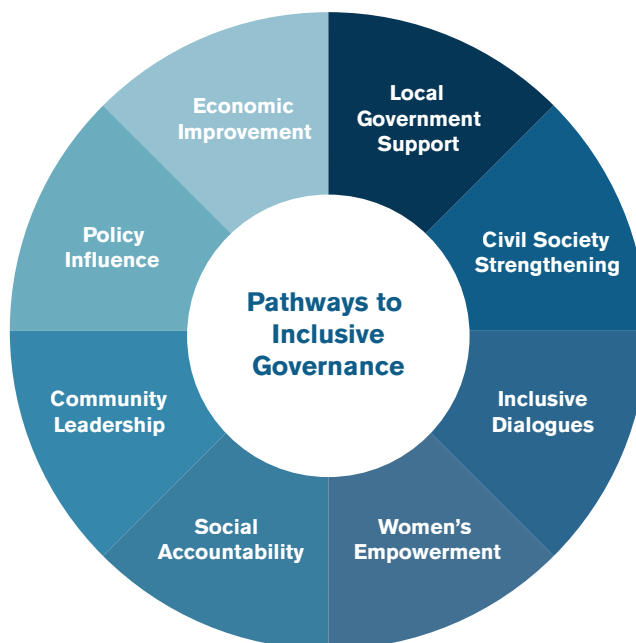 Economic
Improvement
Local
Government
Support
Civil Society
Strengthening
Inclusive
Dialogues
Women's
Empowerment
Social
Accountability
Community
Leadership
Policy
Influence
Pathways to
Inclusive
Governance